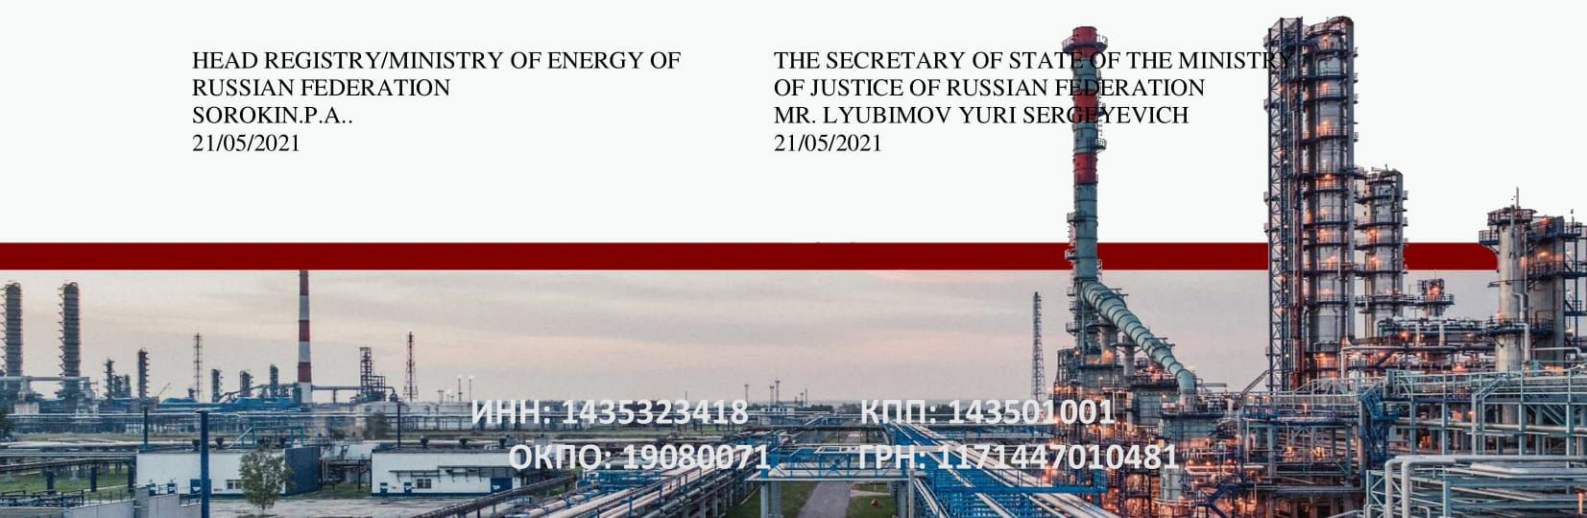 HEAD REGISTRY/MINISTRY OF ENERGY OF
RUSSIAN FEDERATION
SOROKIN.P.A..
21/05/2021
THE SECRETARY OF STATE OF THE MINISTRY
OF JUSTICE OF RUSSIAN FEDERATION
MR. LYUBIMOV YURI SERGEYEVICH
21/05/2021
ИНН: 1435323418 КПП: 143501001
ОКПО: 19080071 ГРН: 1171447010481